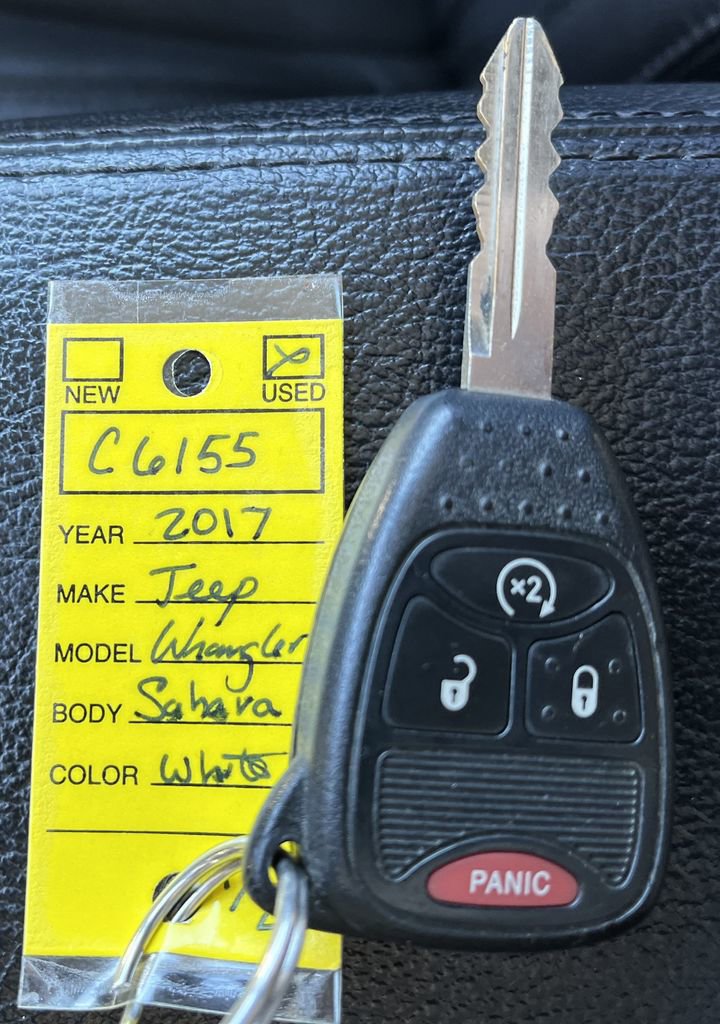 NEW USED
C6155
YEAR 2017
MAKE Jeep
MODEL Wrangler
BODY Sahara
COLOR White
×2
PANIC